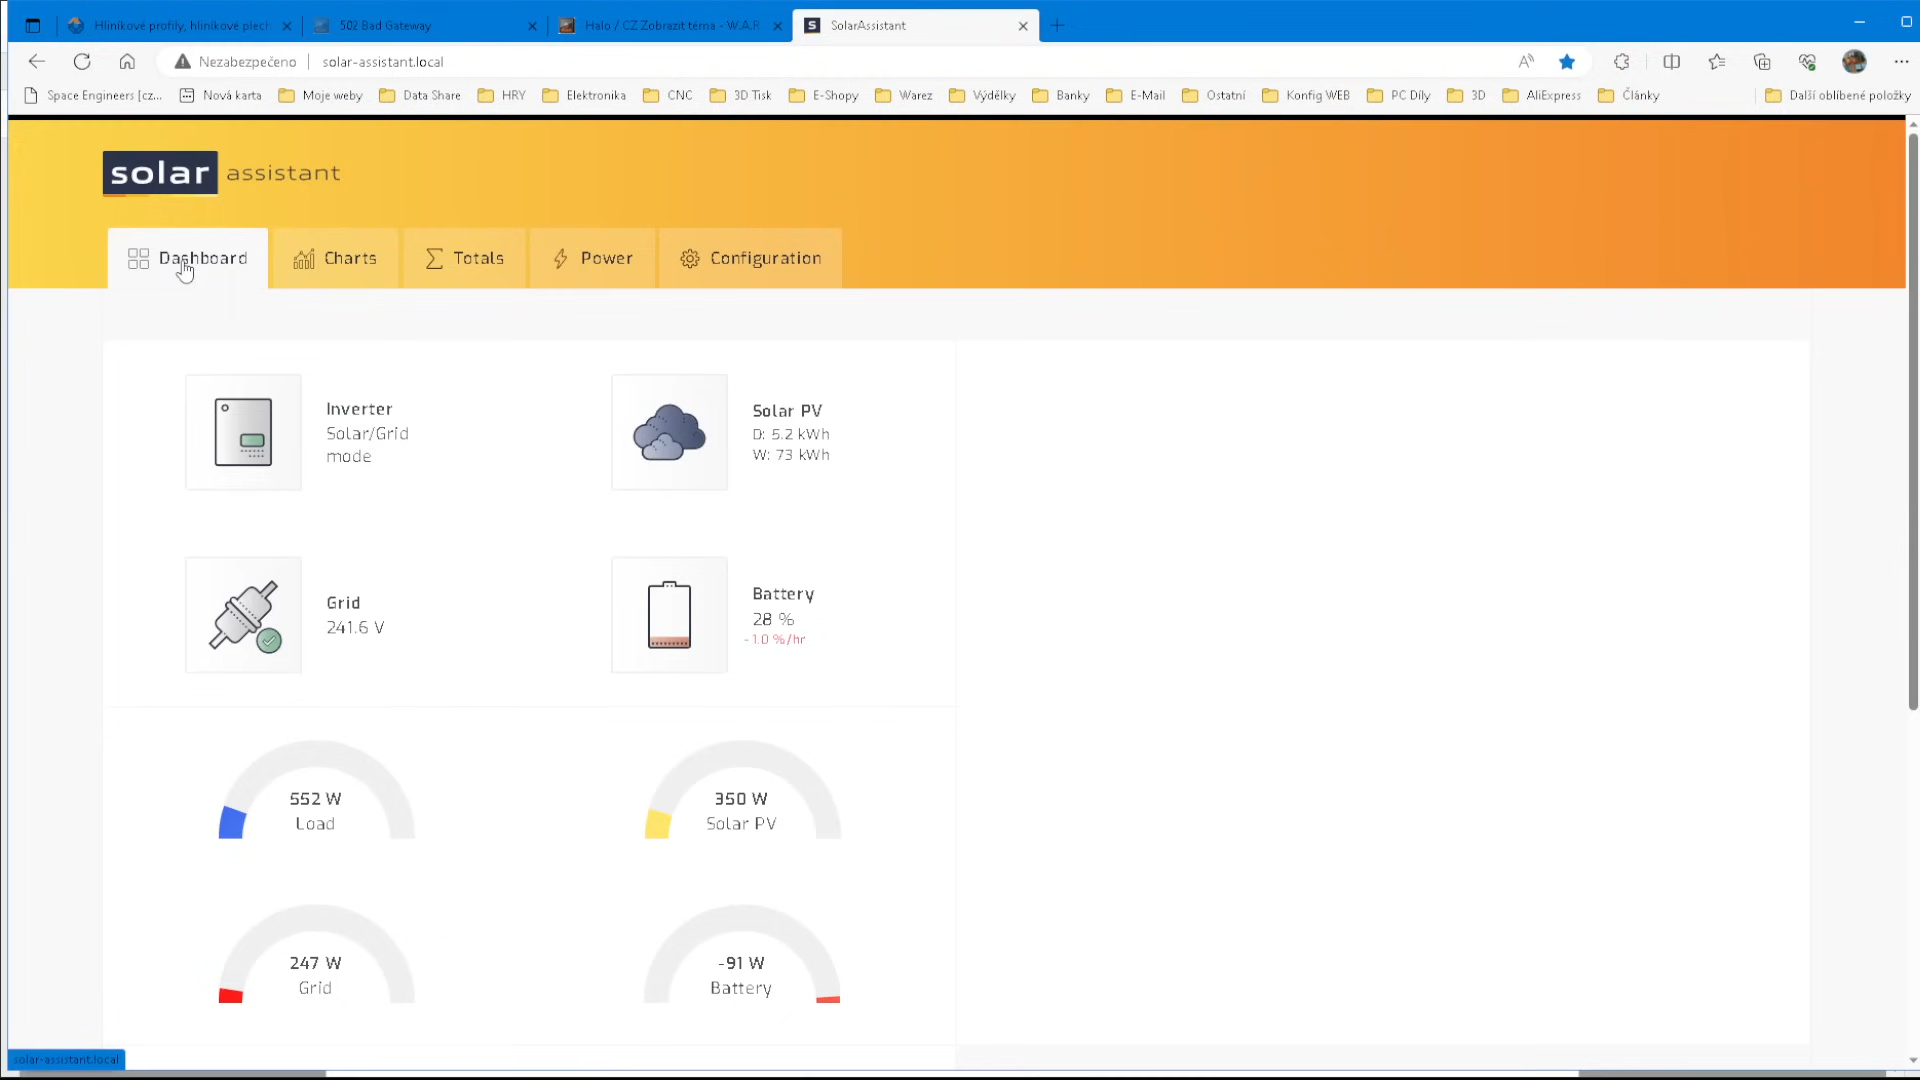 Hliníkové profily, hliníkové plech
502 Bad Gateway
Halo / CZ Zobrazit téma - W.A.R
SolarAssistant
Nezabezpečeno
solar-assistant.local
Space Engineers [cz...
Nová karta
Moje weby
Data Share
HRY
Elektronika
CNC
3D Tisk
E-Shopy
Warez
Výdělky
Banky
E-Mail
Ostatní
Konfig WEB
PC Díly
3D
AliExpress
Články
Další oblíbené položky
solar assistant
Dashboard
Charts
Totals
Power
Configuration
Inverter
Solar/Grid
mode
Solar PV
D: 5.2 kWh
W: 73 kWh
Grid
241.6 V
Battery
28 %
-1.0 %/hr
552 W
Load
350 W
Solar PV
247 W
Grid
-91 W
Battery
solar-assistant.local